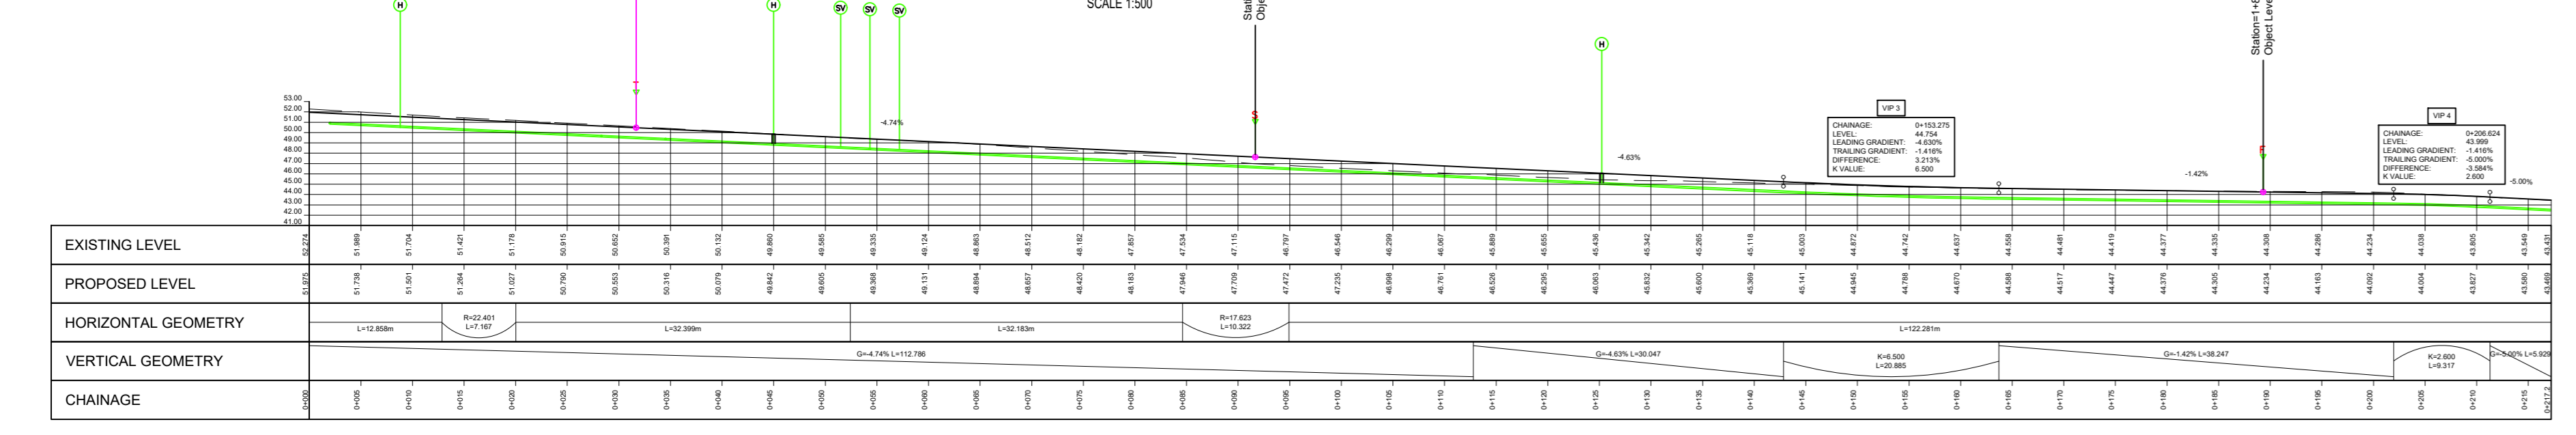 SCALE 1:500
H
H
SV
SV
SV
H
Object Leve
Station=1+8
T
S
F
-4.74%
-4.63%
-1.42%
-5.00%
VIP 3
CHAINAGE: 0+153.275
LEVEL: 44.754
LEADING GRADIENT: -4.630%
TRAILING GRADIENT: -1.416%
DIFFERENCE: 3.213%
K VALUE: 6.500
VIP 4
CHAINAGE: 0+206.624
LEVEL: 43.999
LEADING GRADIENT: -1.416%
TRAILING GRADIENT: -5.000%
DIFFERENCE: -3.584%
K VALUE: 2.600
53.00
52.00
51.00
50.00
49.00
48.00
47.00
46.00
45.00
44.00
43.00
42.00
41.00
EXISTING LEVEL 52.274 51.989 51.704 51.421 51.178 50.915 50.652 50.391 50.132 49.860 49.585 49.335 49.124 48.863 48.512 48.182 47.857 47.534 47.115 46.797 46.546 46.299 46.067 45.889 45.655 45.436 45.342 45.265 45.118 45.003 44.872 44.742 44.637 44.558 44.481 44.419 44.377 44.335 44.308 44.286 44.234 44.038 43.805 43.549 43.431
PROPOSED LEVEL 51.975 51.738 51.501 51.264 51.027 50.790 50.553 50.316 50.079 49.842 49.605 49.368 49.131 48.894 48.657 48.420 48.183 47.946 47.709 47.472 47.235 46.998 46.761 46.526 46.295 46.063 45.832 45.600 45.369 45.141 44.945 44.788 44.670 44.588 44.517 44.447 44.376 44.305 44.234 44.163 44.092 44.004 43.827 43.580 43.469
HORIZONTAL GEOMETRY
L=12.858m
R=22.401
L=7.167
L=32.399m
L=32.183m
R=17.623
L=10.322
L=122.281m
VERTICAL GEOMETRY
G=-4.74% L=112.786
G=-4.63% L=30.047
K=6.500
L=20.885
G=-1.42% L=38.247
K=2.600
L=9.317
G=-5.00% L=5.929
CHAINAGE 0+000 0+005 0+010 0+015 0+020 0+025 0+030 0+035 0+040 0+045 0+050 0+055 0+060 0+065 0+070 0+075 0+080 0+085 0+090 0+095 0+100 0+105 0+110 0+115 0+120 0+125 0+130 0+135 0+140 0+145 0+150 0+155 0+160 0+165 0+170 0+175 0+180 0+185 0+190 0+195 0+200 0+205 0+210 0+215 0+217.2